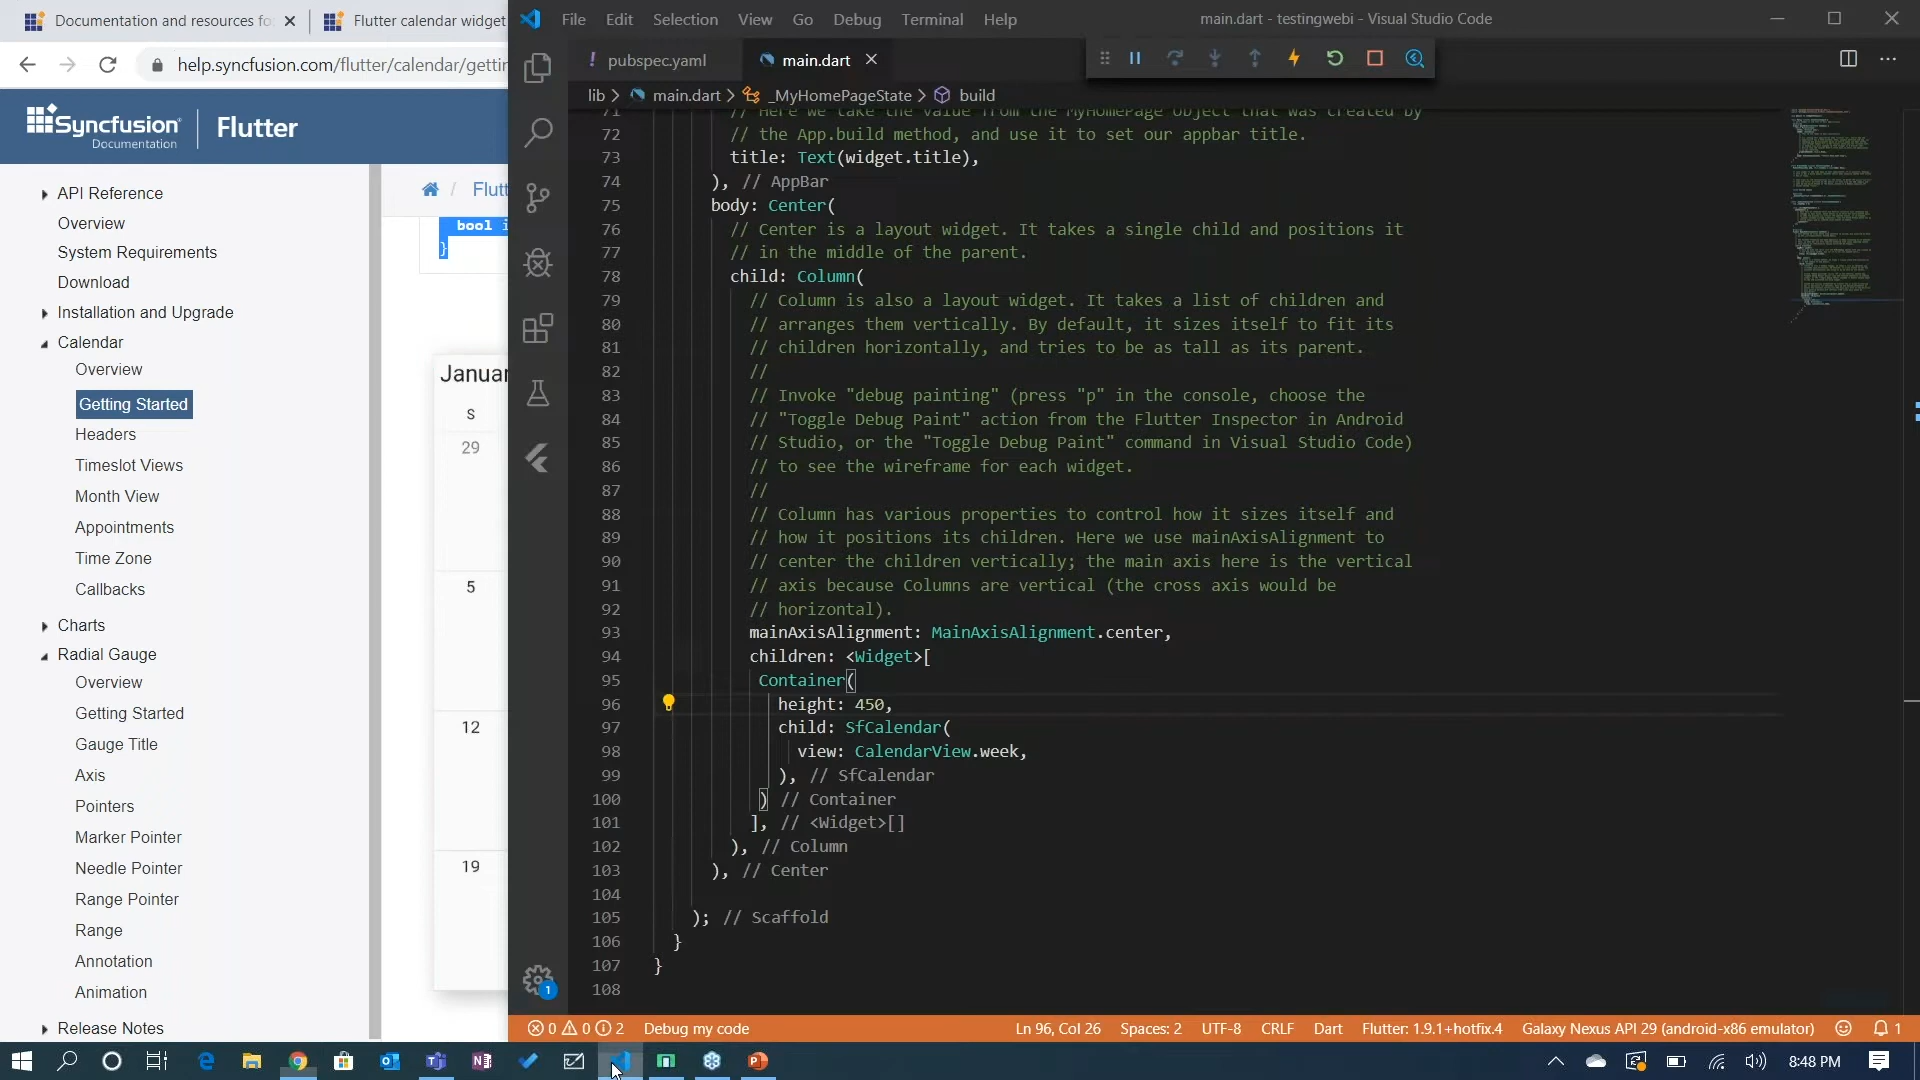 Documentation and resources fo
Flutter calendar widget
help.syncfusion.com/flutter/calendar/gettin
Syncfusion
Documentation
Flutter
API Reference
Overview
System Requirements
Download
Installation and Upgrade
Calendar
Overview
Getting Started
Headers
Timeslot Views
Month View
Appointments
Time Zone
Callbacks
Charts
Radial Gauge
Overview
Getting Started
Gauge Title
Axis
Pointers
Marker Pointer
Needle Pointer
Range Pointer
Range
Annotation
Animation
Release Notes
/ Flutt
bool i
}
Januar
S
29
5
12
19
File Edit Selection View Go Debug Terminal Help
main.dart - testingwebi - Visual Studio Code
! pubspec.yaml
main.dart
lib > main.dart > _MyHomePageState > build
71 // Here we take the value from the MyHomePage object that was created by
72 // the App.build method, and use it to set our appbar title.
73 title: Text(widget.title),
74 ), // AppBar
75 body: Center(
76 // Center is a layout widget. It takes a single child and positions it
77 // in the middle of the parent.
78 child: Column(
79 // Column is also a layout widget. It takes a list of children and
80 // arranges them vertically. By default, it sizes itself to fit its
81 // children horizontally, and tries to be as tall as its parent.
82 //
83 // Invoke "debug painting" (press "p" in the console, choose the
84 // "Toggle Debug Paint" action from the Flutter Inspector in Android
85 // Studio, or the "Toggle Debug Paint" command in Visual Studio Code)
86 // to see the wireframe for each widget.
87 //
88 // Column has various properties to control how it sizes itself and
89 // how it positions its children. Here we use mainAxisAlignment to
90 // center the children vertically; the main axis here is the vertical
91 // axis because Columns are vertical (the cross axis would be
92 // horizontal).
93 mainAxisAlignment: MainAxisAlignment.center,
94 children: <Widget>[
95 Container(
96 height: 450,
97 child: SfCalendar(
98 view: CalendarView.week,
99 ), // SfCalendar
100 ) // Container
101 ], // <Widget>[]
102 ), // Column
103 ), // Center
104
105 ); // Scaffold
106 }
107 }
108
1
0 0 2 Debug my code
Ln 96, Col 26 Spaces: 2 UTF-8 CRLF Dart Flutter: 1.9.1+hotfix.4 Galaxy Nexus API 29 (android-x86 emulator) 1
8:48 PM